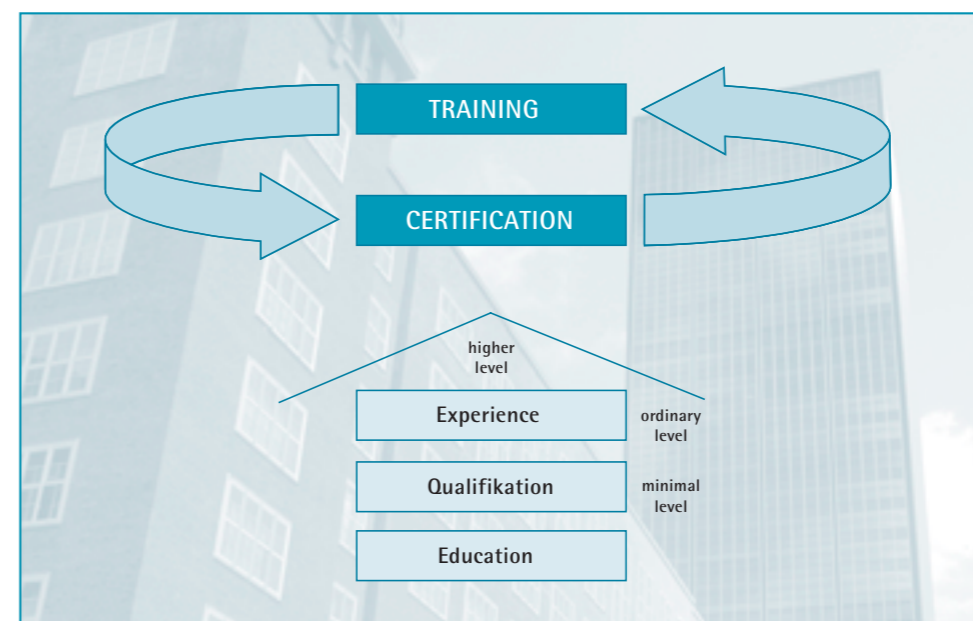 TRAINING
CERTIFICATION
higher
level
Experience
ordinary
level
Qualifikation
minimal
level
Education